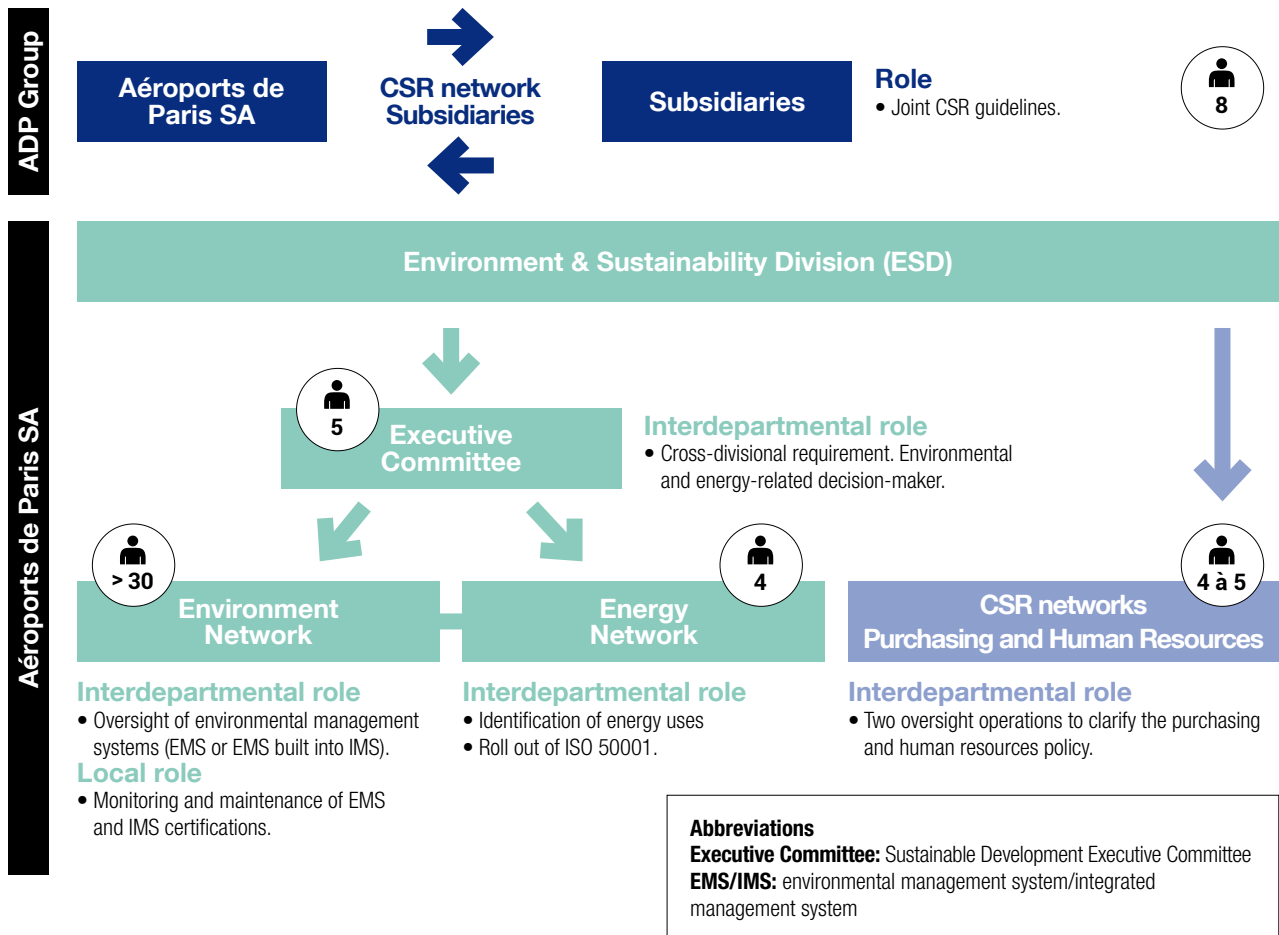 ADP Group
Aéroports de
Paris SA
CSR network
Subsidiaries
Subsidiaries
Role
• Joint CSR guidelines.
8
Aéroports de Paris SA
Environment & Sustainability Division (ESD)
5
Executive
Committee
Interdepartmental role
• Cross-divisional requirement. Environmental
and energy-related decision-maker.
> 30
Environment
Network
4
Energy
Network
4 à 5
CSR networks
Purchasing and Human Resources
Interdepartmental role
• Oversight of environmental management
systems (EMS or EMS built into IMS).
Local role
• Monitoring and maintenance of EMS
and IMS certifications.
Interdepartmental role
• Identification of energy uses
• Roll out of ISO 50001.
Interdepartmental role
• Two oversight operations to clarify the purchasing
and human resources policy.
Abbreviations
Executive Committee: Sustainable Development Executive Committee
EMS/IMS: environmental management system/integrated
management system